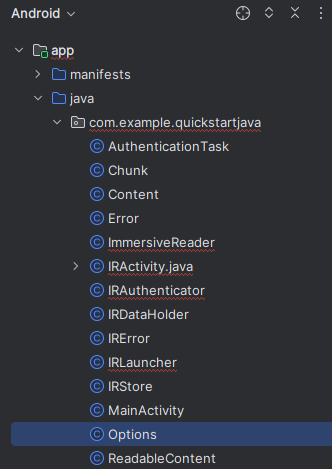 Android
app
manifests
java
com.example.quickstartjava
AuthenticationTask
Chunk
Content
Error
ImmersiveReader
IRActivity.java
IRAuthenticator
IRDataHolder
IRError
IRLauncher
IRStore
MainActivity
Options
ReadableContent